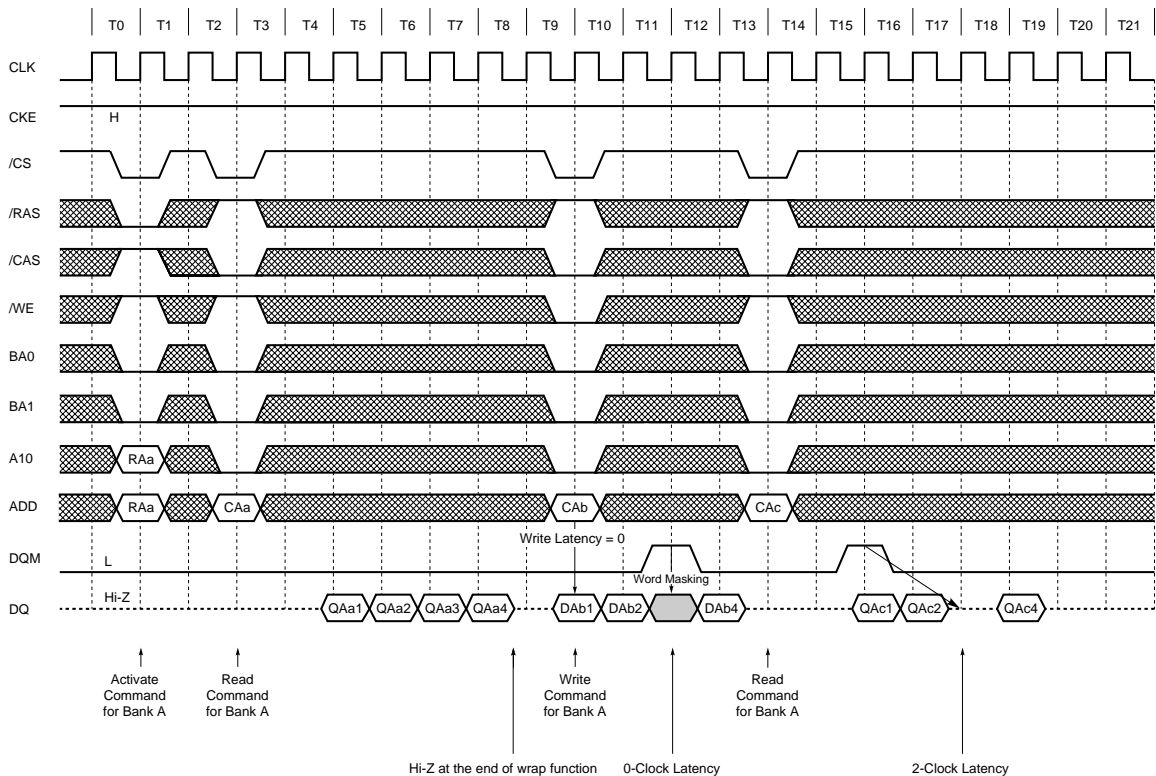 T0 T1 T2 T3 T4 T5 T6 T7 T8 T9 T10 T11 T12 T13 T14 T15 T16 T17 T18 T19 T20 T21
CLK
CKE H
/CS
/RAS
/CAS
/WE
BA0
BA1
A10 RAa
ADD RAa CAa CAb CAc
Write Latency = 0
DQM L
Word Masking
Hi-Z
DQ QAa1 QAa2 QAa3 QAa4 DAb1 DAb2 DAb4 QAc1 QAc2 QAc4
Activate
Command
for Bank A
Read
Command
for Bank A
Write
Command
for Bank A
Read
Command
for Bank A
Hi-Z at the end of wrap function
0-Clock Latency
2-Clock Latency